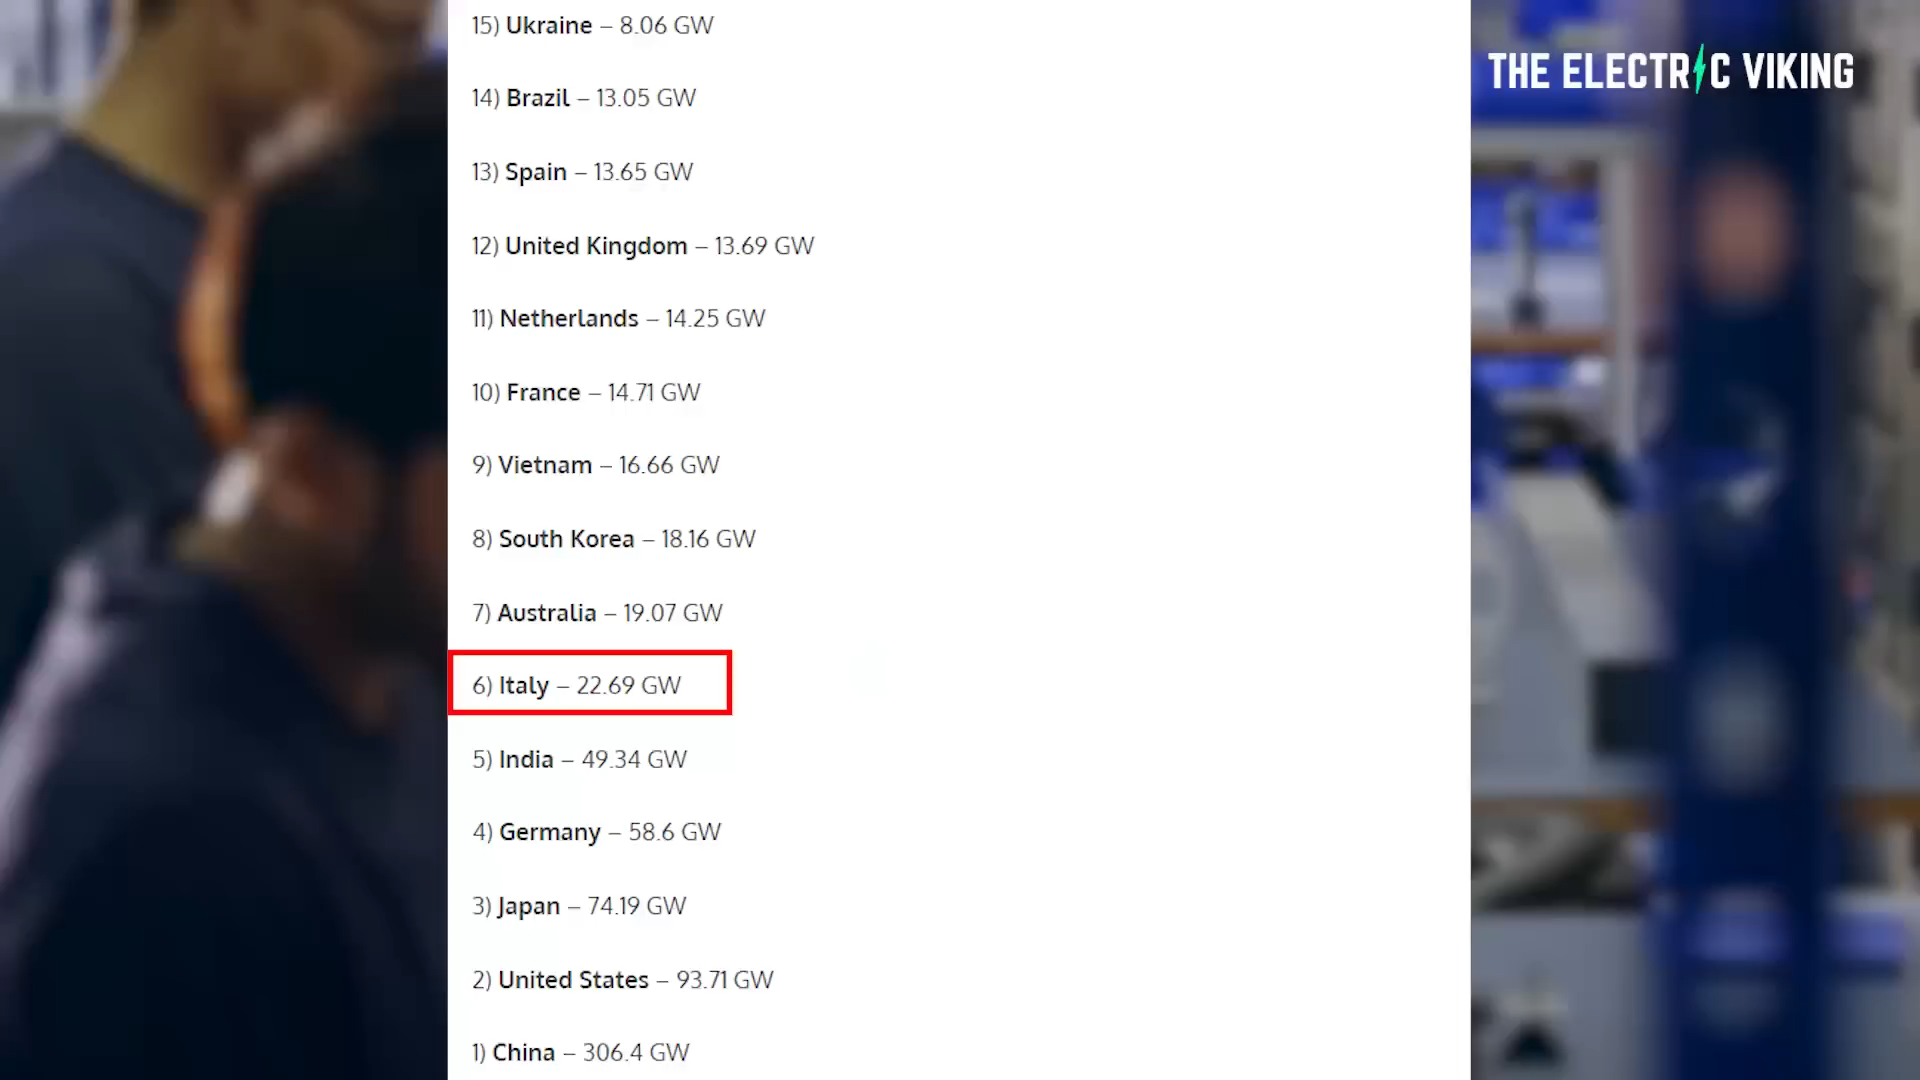 15) Ukraine – 8.06 GW
THE ELECTRIC VIKING
14) Brazil – 13.05 GW
13) Spain – 13.65 GW
12) United Kingdom – 13.69 GW
11) Netherlands – 14.25 GW
10) France – 14.71 GW
9) Vietnam – 16.66 GW
8) South Korea – 18.16 GW
7) Australia – 19.07 GW
6) Italy – 22.69 GW
5) India – 49.34 GW
4) Germany – 58.6 GW
3) Japan – 74.19 GW
2) United States – 93.71 GW
1) China – 306.4 GW